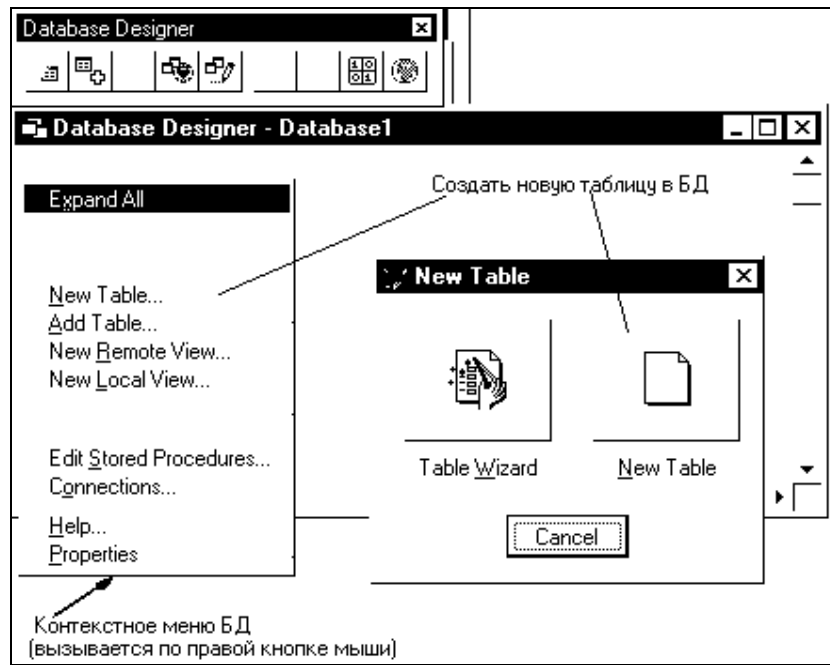 Database Designer
Database Designer - Database1
Создать новую таблицу в БД
Expand All
New Table
New Table...
Add Table...
New Remote View...
New Local View...
Edit Stored Procedures...
Table Wizard
New Table
Connections...
Help...
Cancel
Properties
Контекстное меню БД
(вызывается по правой кнопке мыши)